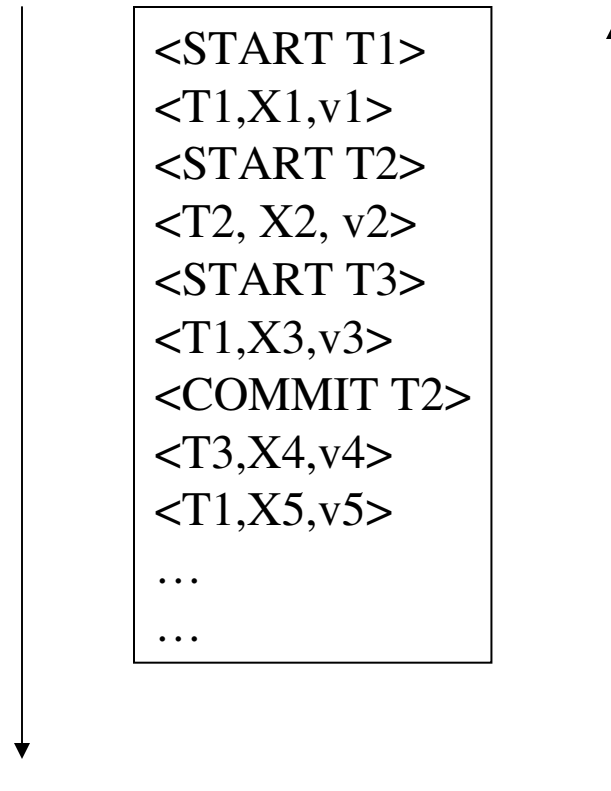 <START T1>
<T1,X1,v1>
<START T2>
<T2, X2, v2>
<START T3>
<T1,X3,v3>
<COMMIT T2>
<T3,X4,v4>
<T1,X5,v5>
…
…